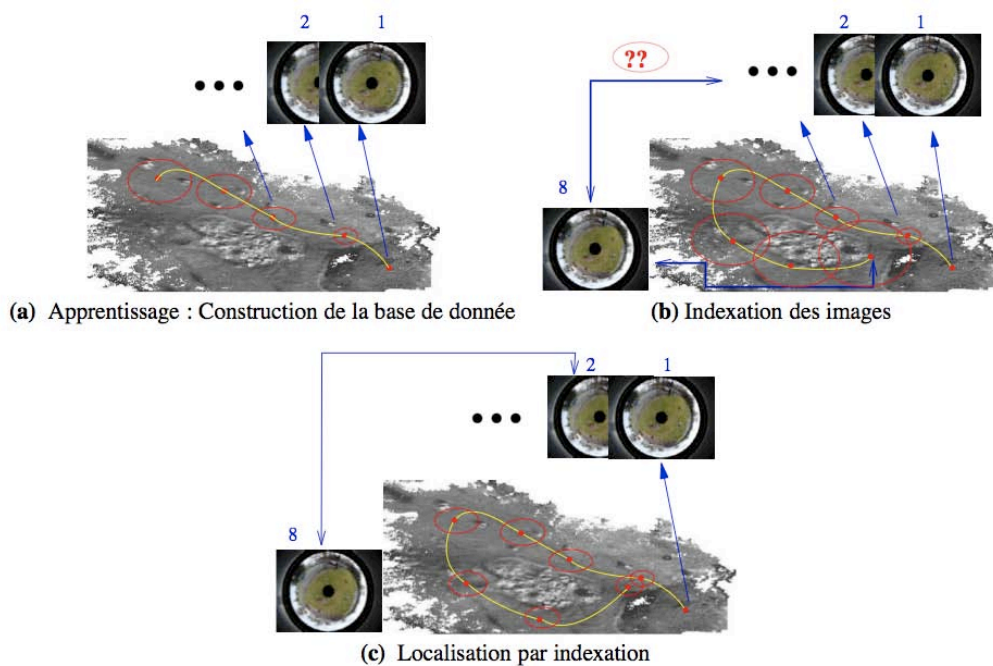 2 1
(a) Apprentissage : Construction de la base de donnée
??
2 1
8
(b) Indexation des images
2 1
8
(c) Localisation par indexation